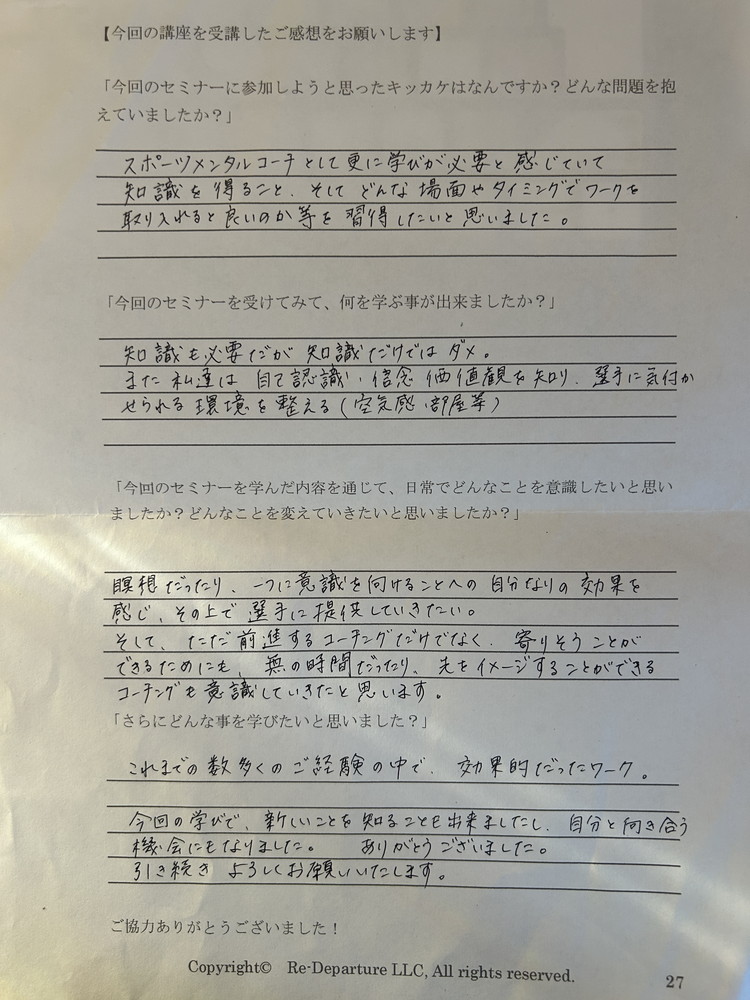 【今回の講座を受講したご感想をお願いします】
「今回のセミナーに参加しようと思ったキッカケはなんですか？どんな問題を抱
えていましたか？」
スポーツメンタルコーチとして更に学びが必要と感じていて
知識を得ること、そしてどんな場面やタイミングでワークを
取り入れると良いのか等を習得したいと思いました。
「今回のセミナーを受けてみて、何を学ぶ事が出来ましたか？」
知識も必要だが知識だけではダメ。
また私達は自己認識・信念・価値観を知り、選手に気付か
せられる環境を整える（空気感、部屋等）
「今回のセミナーを学んだ内容を通じて、日常でどんなことを意識したいと思い
ましたか？どんなことを変えていきたいと思いましたか？」
瞑想だったり、一つに意識を向けることへの自分なりの効果を
感じ、その上で選手に提供していきたい。
そして、ただ前進するコーチングだけでなく、寄りそうことが
できるためにも、無の時間だったり、先をイメージすることができる
コーチングも意識していきたと思います。
「さらにどんな事を学びたいと思いました？」
これまでの数多くのご経験の中で、効果的だったワーク。
今回の学びで、新しいことを知ることも出来ましたし、自分と向き合う
機会にもなりました。　ありがとうございました。
引き続きよろしくお願いいたします。
ご協力ありがとうございました！
Copyright©　Re-Departure LLC, All rights reserved.
27